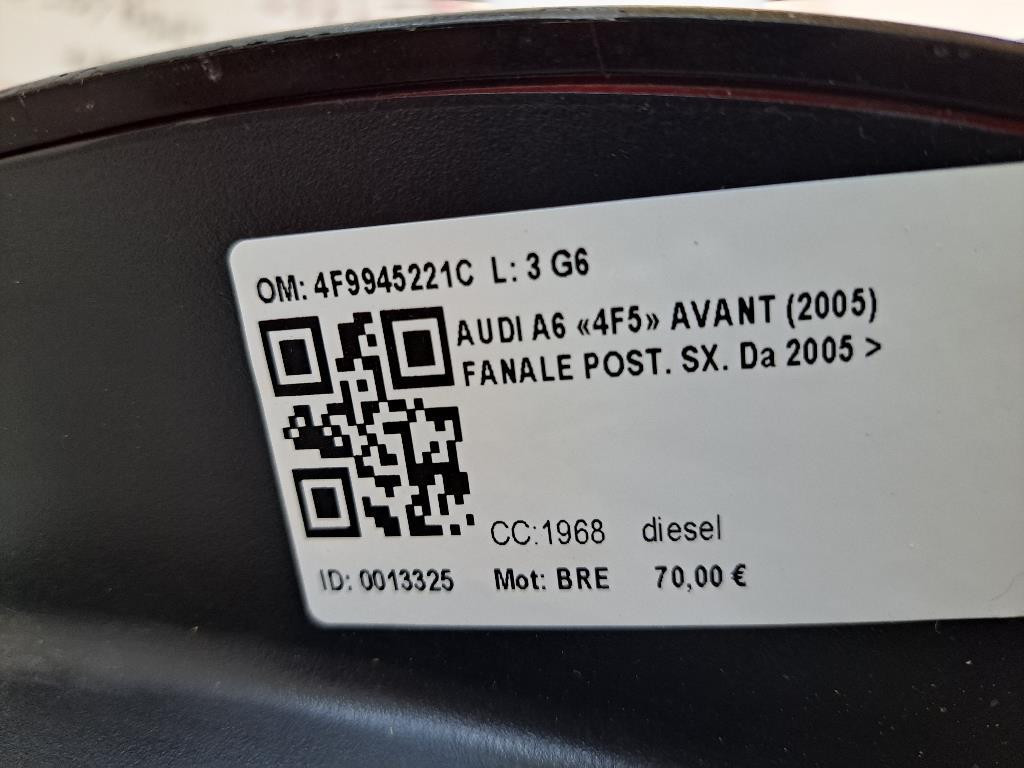 OM: 4F9945221C L: 3 G6
AUDI A6 «4F5» AVANT (2005)
FANALE POST. SX. Da 2005 >
CC:1968 diesel
ID: 0013325 Mot: BRE 70,00 €